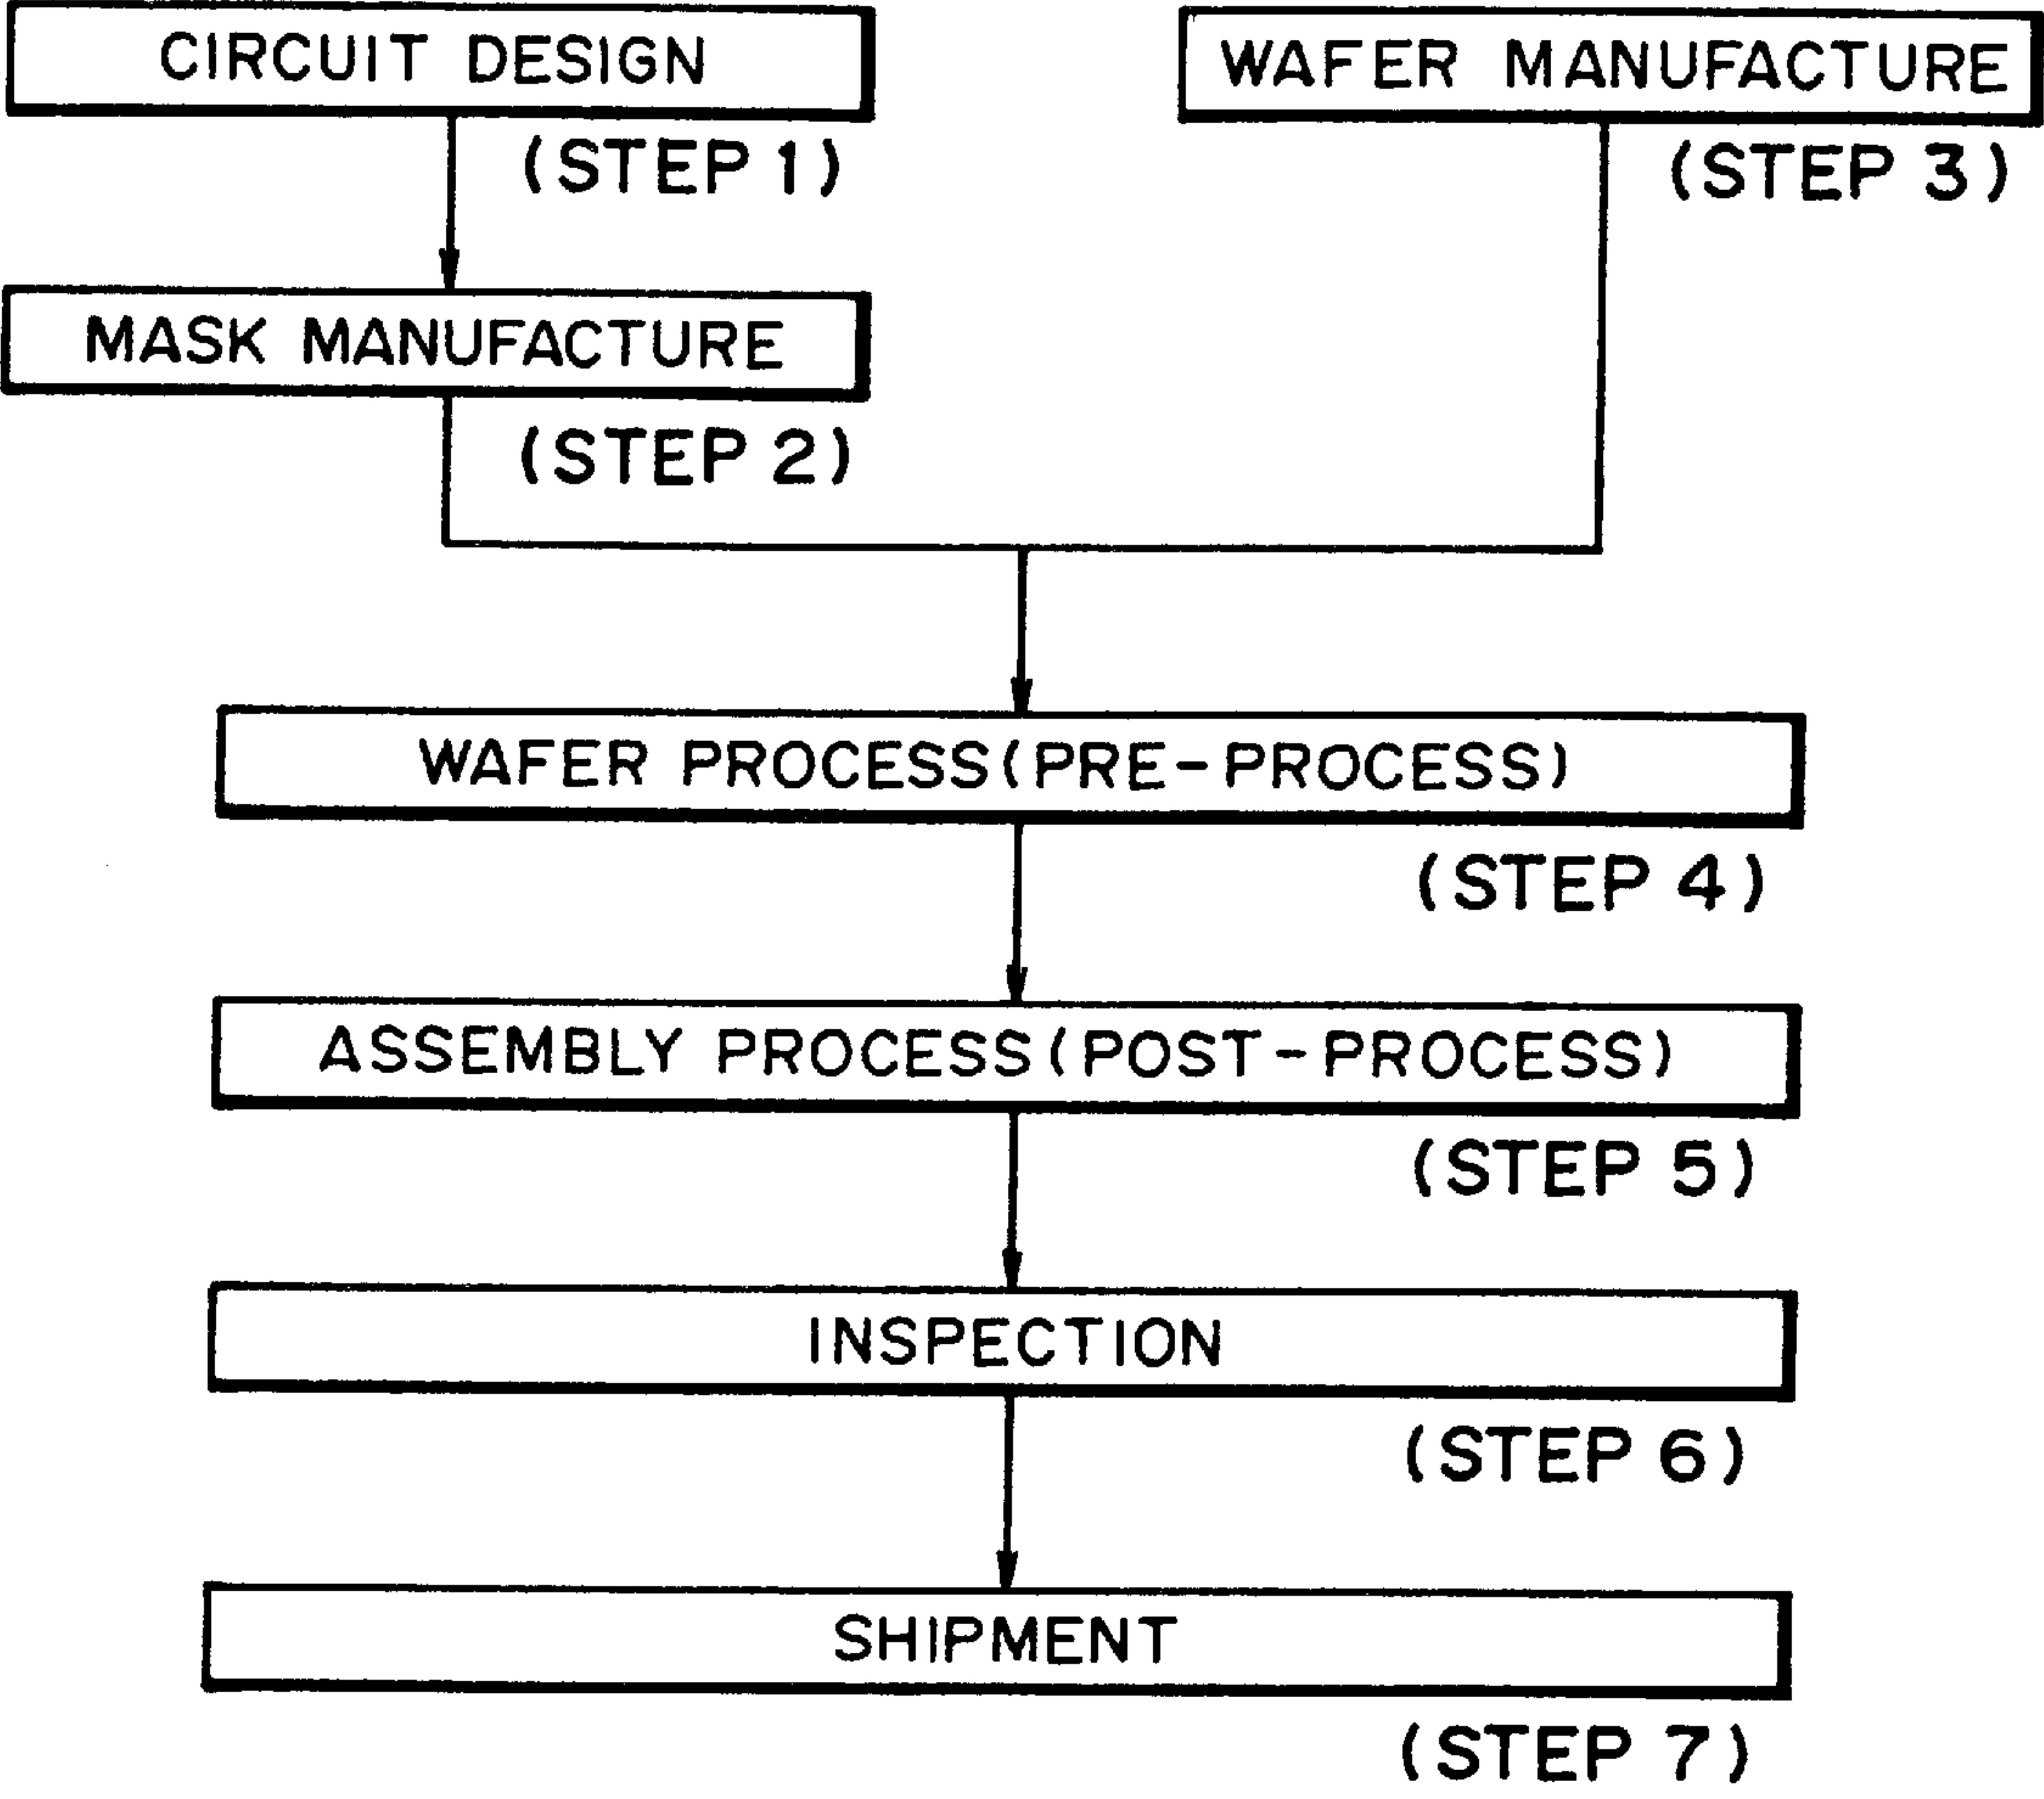 CIRCUIT DESIGN
(STEP 1)
WAFER MANUFACTURE
(STEP 3)
MASK MANUFACTURE
(STEP 2)
WAFER PROCESS(PRE-PROCESS)
(STEP 4)
ASSEMBLY PROCESS(POST-PROCESS)
(STEP 5)
INSPECTION
(STEP 6)
SHIPMENT
(STEP 7)